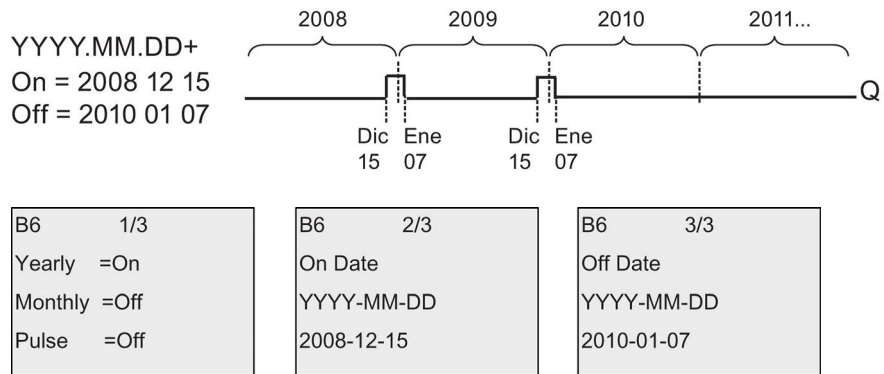 YYYY.MM.DD+
On = 2008 12 15
Off = 2010 01 07
2008 2009 2010 2011...
Q
Dic Ene Dic Ene
15 07 15 07
B6 1/3
Yearly =On
Monthly =Off
Pulse =Off
B6 2/3
On Date
YYYY-MM-DD
2008-12-15
B6 3/3
Off Date
YYYY-MM-DD
2010-01-07